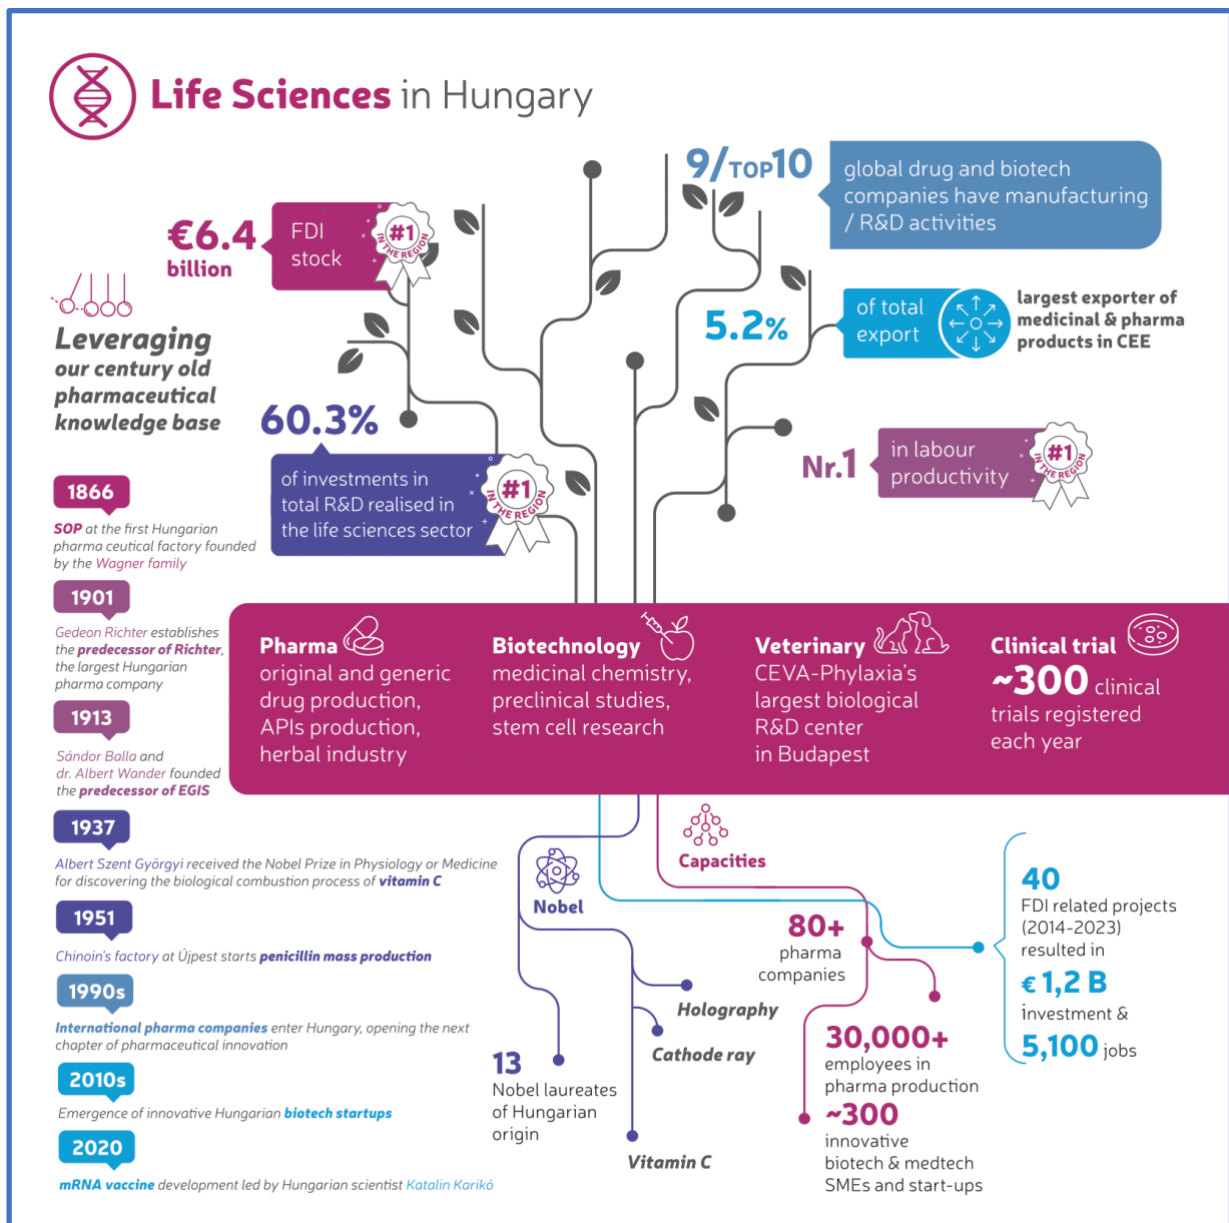 Life Sciences in Hungary
9/TOP10
global drug and biotech
companies have manufacturing
/ R&D activities
€6.4
billion
FDI
stock
#1
IN THE REGION
Leveraging
our century old
pharmaceutical
knowledge base
5.2%
of total
export
largest exporter of
medicinal & pharma
products in CEE
60.3%
of investments in
total R&D realised in
the life sciences sector
#1
IN THE REGION
Nr.1
in labour
productivity
#1
IN THE REGION
1866
SOP at the first Hungarian
pharma ceutical factory founded
by the Wagner family
1901
Gedeon Richter establishes
the predecessor of Richter,
the largest Hungarian
pharma company
1913
Sándor Balla and
dr. Albert Wander founded
the predecessor of EGIS
1937
Albert Szent Györgyi received the Nobel Prize in Physiology or Medicine
for discovering the biological combustion process of vitamin C
1951
Chinoin's factory at Újpest starts penicillin mass production
1990s
International pharma companies enter Hungary, opening the next
chapter of pharmaceutical innovation
2010s
Emergence of innovative Hungarian biotech startups
2020
mRNA vaccine development led by Hungarian scientist Katalin Karikó
Pharma
original and generic
drug production,
APIs production,
herbal industry
Biotechnology
medicinal chemistry,
preclinical studies,
stem cell research
Veterinary
CEVA-Phylaxia's
largest biological
R&D center
in Budapest
Clinical trial
~300 clinical
trials registered
each year
Nobel
13
Nobel laureates
of Hungarian
origin
Holography
Cathode ray
Vitamin C
Capacities
80+
pharma
companies
30,000+
employees in
pharma production
~300
innovative
biotech & medtech
SMEs and start-ups
40
FDI related projects
(2014-2023)
resulted in
€ 1,2 B
investment &
5,100 jobs